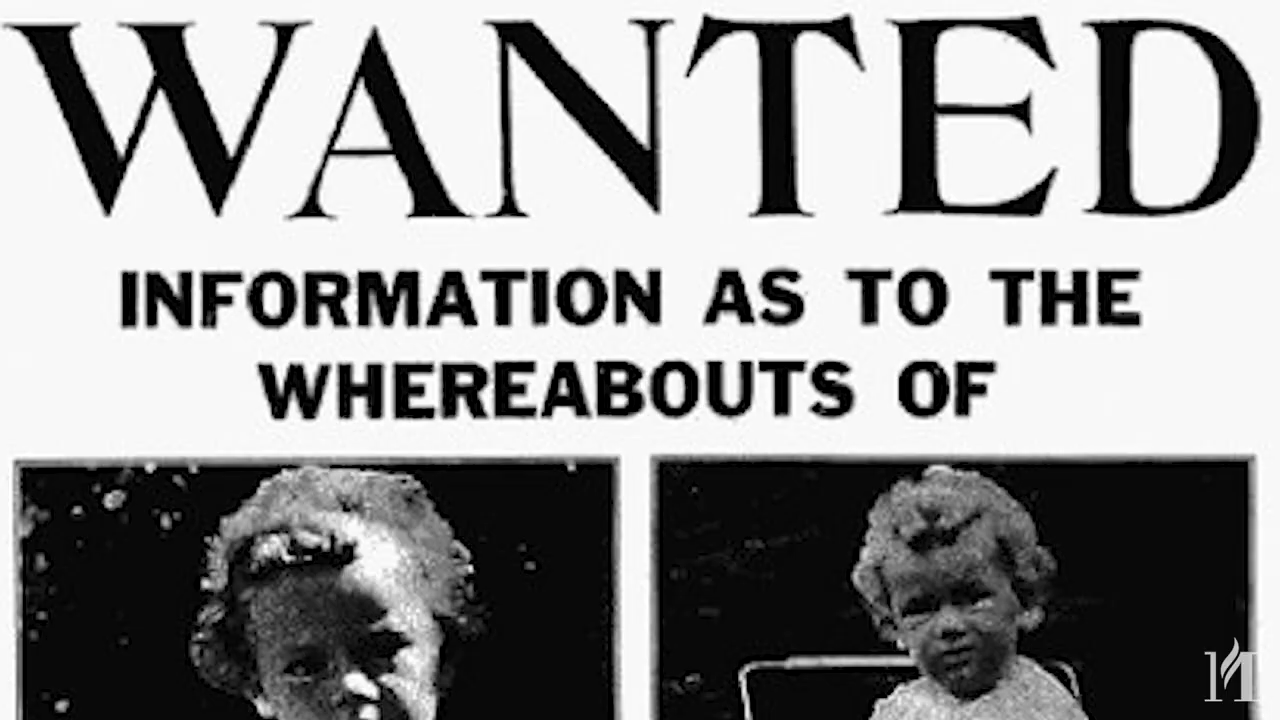 WANTED
INFORMATION AS TO THE
WHEREABOUTS OF